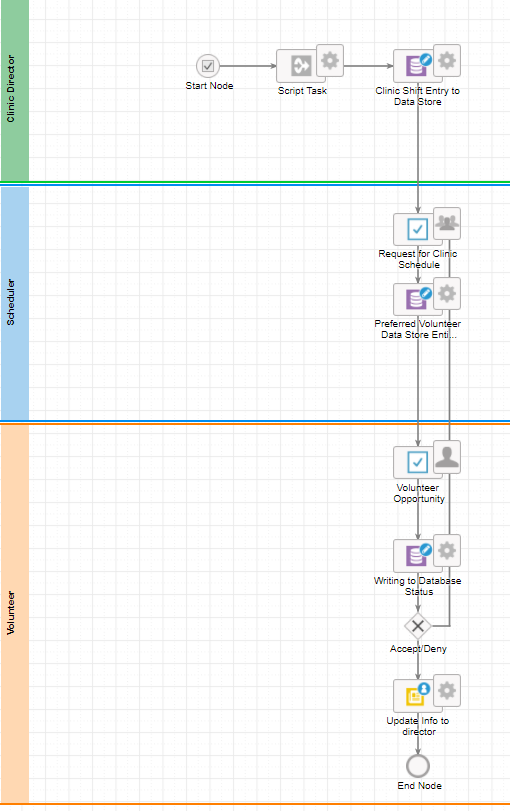 Clinic Director
Start Node
Script Task
Clinic Shift Entry to
Data Store
Scheduler
Request for Clinic
Schedule
Preferred Volunteer
Data Store Enti...
Volunteer
Volunteer
Opportunity
Writing to Database
Status
Accept/Deny
Update Info to
director
End Node